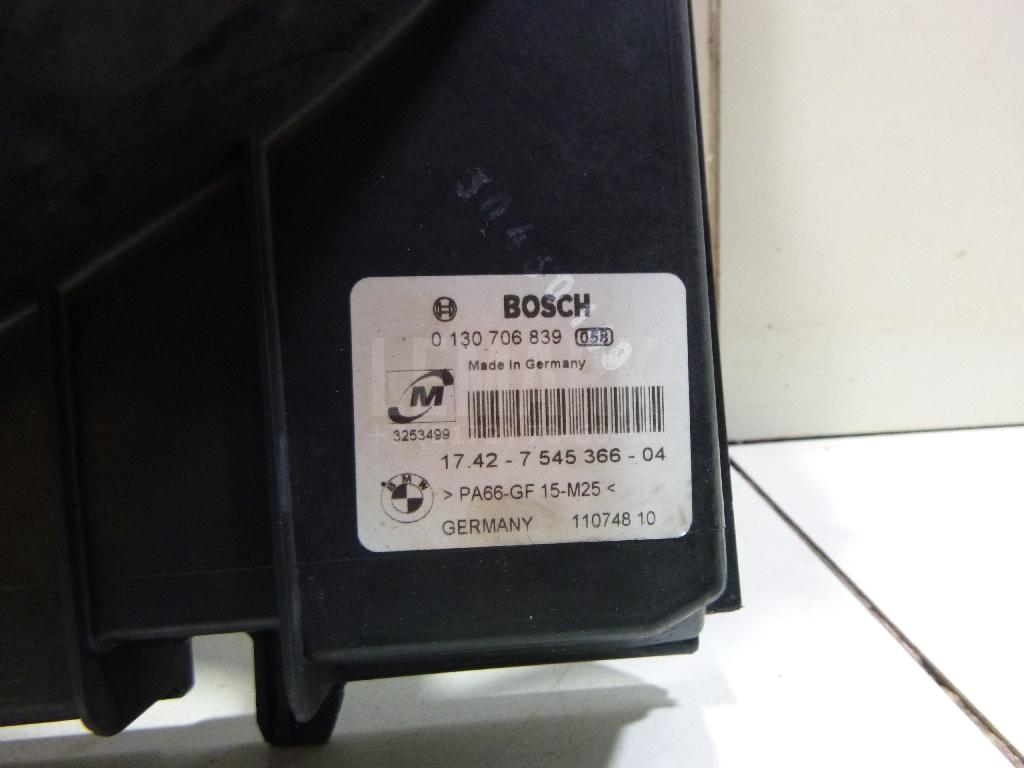 BOSCH
0 130 706 839
Made in Germany
M
3253499
17.42 - 7 545 366 - 04
BMW
> PA66-GF 15-M25 <
GERMANY 110748 10